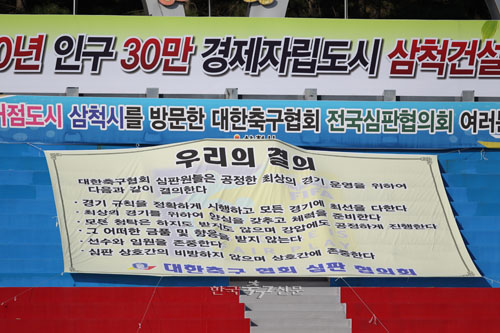 0년 인구 30만 경제자립도시 삼척건설
거점도시 삼척시를 방문한 대한축구협회 전국심판협의회 여러분
우리의 결의
대한축구협회 심판원들은 공정한 최상의 경기 운영을 위하여
다음과 같이 결의한다
• 경기 규칙을 정확하게 시행하고 모든 경기에 최선을 다한다
• 최상의 경기를 위하여 항심을 갖추고 체력을 준비한다
• 모든 청탁은 하지도 받지도 않으며 강압에도 공정하게 진행한다
• 그 어떠한 금품 및 향응을 받지 않는다
• 선수와 임원을 존중한다
• 심판 상호간의 비방하지 않으며 상호간에 존중한다
대한축구 협회 심판 협의회
한국축구신문